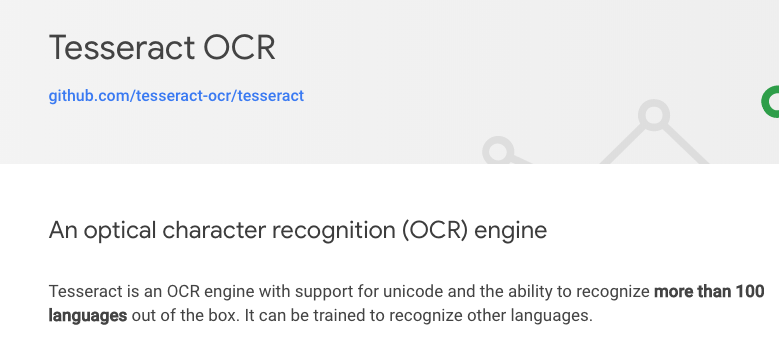 Tesseract OCR
github.com/tesseract-ocr/tesseract
An optical character recognition (OCR) engine
Tesseract is an OCR engine with support for unicode and the ability to recognize more than 100
languages out of the box. It can be trained to recognize other languages.